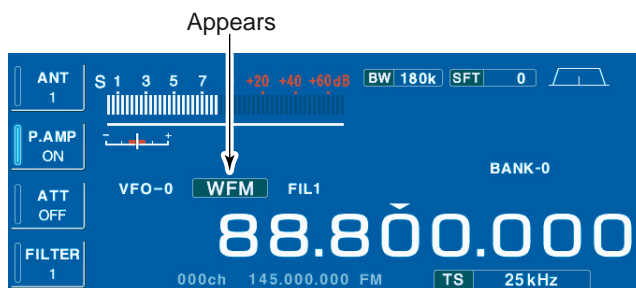 Appears
ANT
1
S 1 3 5 7 +20 +40 +60dB BW 180k SFT 0
P.AMP
ON
- +
BANK-0
VFO-0 WFM FIL1
ATT
OFF
88.800.000
FILTER
1
000ch 145.000.000 FM TS 25kHz